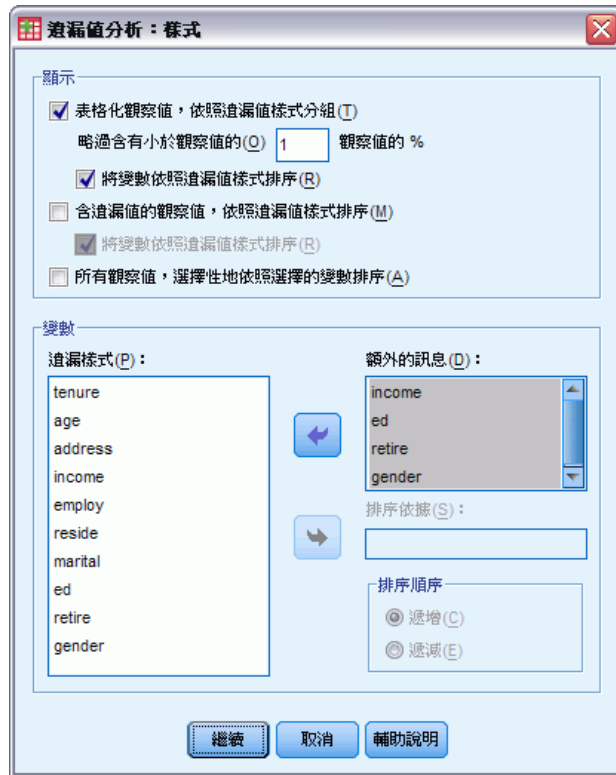 遺漏值分析：樣式
顯示
表格化觀察值，依照遺漏值樣式分組(T)
略過含有小於觀察值的(O) 1 觀察值的 %
將變數依照遺漏值樣式排序(R)
含遺漏值的觀察值，依照遺漏值樣式排序(M)
將變數依照遺漏值樣式排序(R)
所有觀察值，選擇性地依照選擇的變數排序(A)
變數
遺漏樣式(P)：
tenure
age
address
income
employ
reside
marital
ed
retire
gender
額外的訊息(D)：
income
ed
retire
gender
排序依據(S)：
排序順序
遞增(C)
遞減(E)
繼續 取消 輔助說明